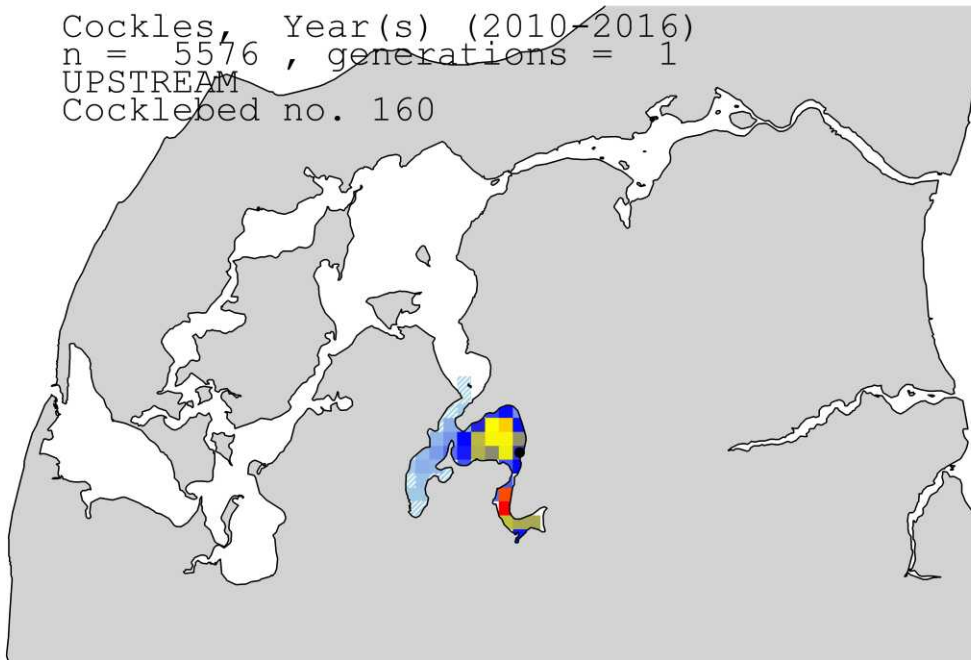 Cockles,  Year(s) (2010-2016)
n =  5576 , generations =  1
UPSTREAM
Cocklebed no. 160